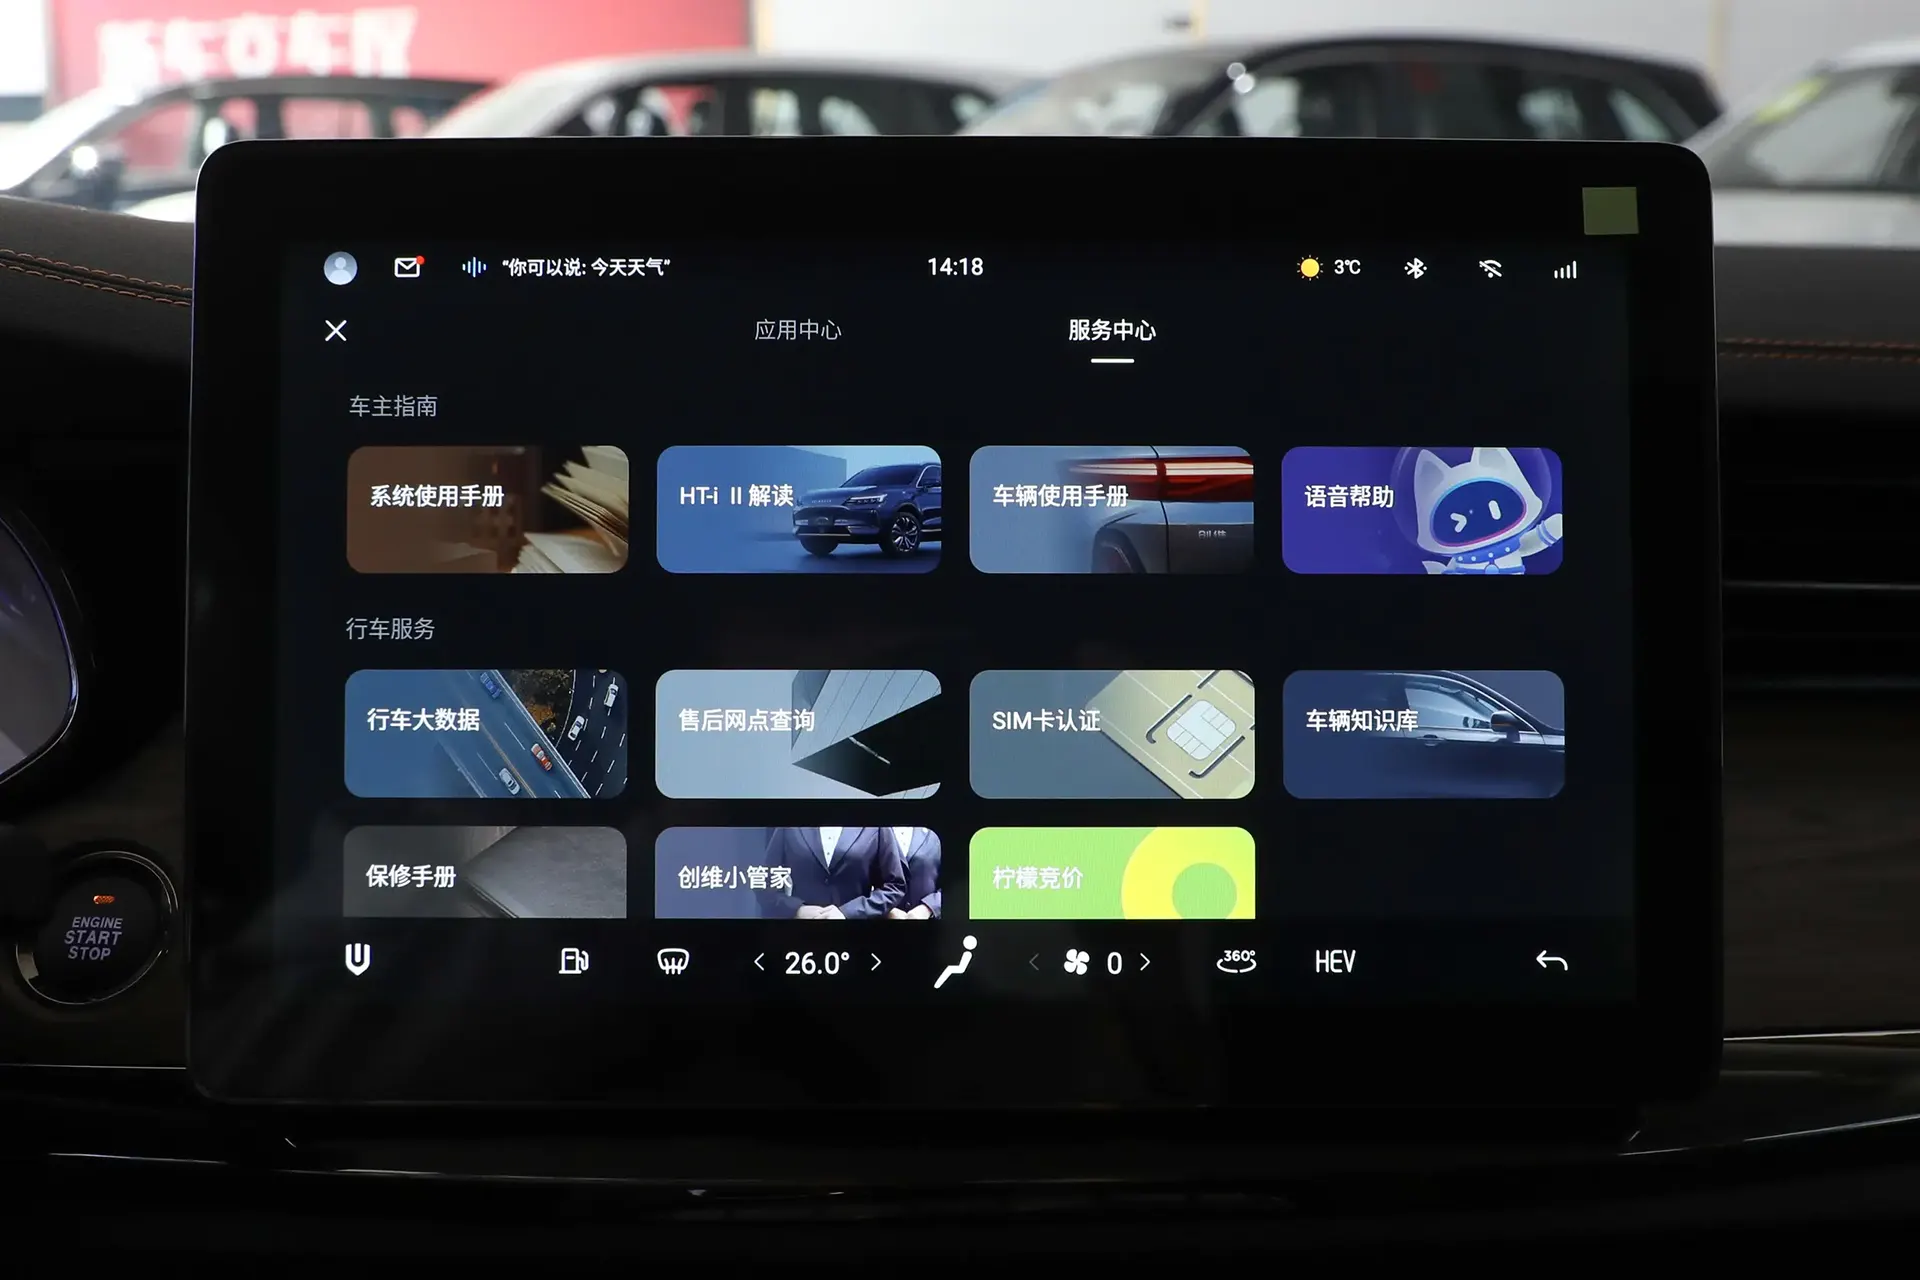 “你可以说: 今天天气”
14:18
3℃
应用中心
服务中心
车主指南
系统使用手册
HT-i II 解读
车辆使用手册
语音帮助
行车服务
行车大数据
售后网点查询
SIM卡认证
车辆知识库
保修手册
创维小管家
柠檬竞价
26.0°
0
360°
HEV
ENGINE
START
STOP